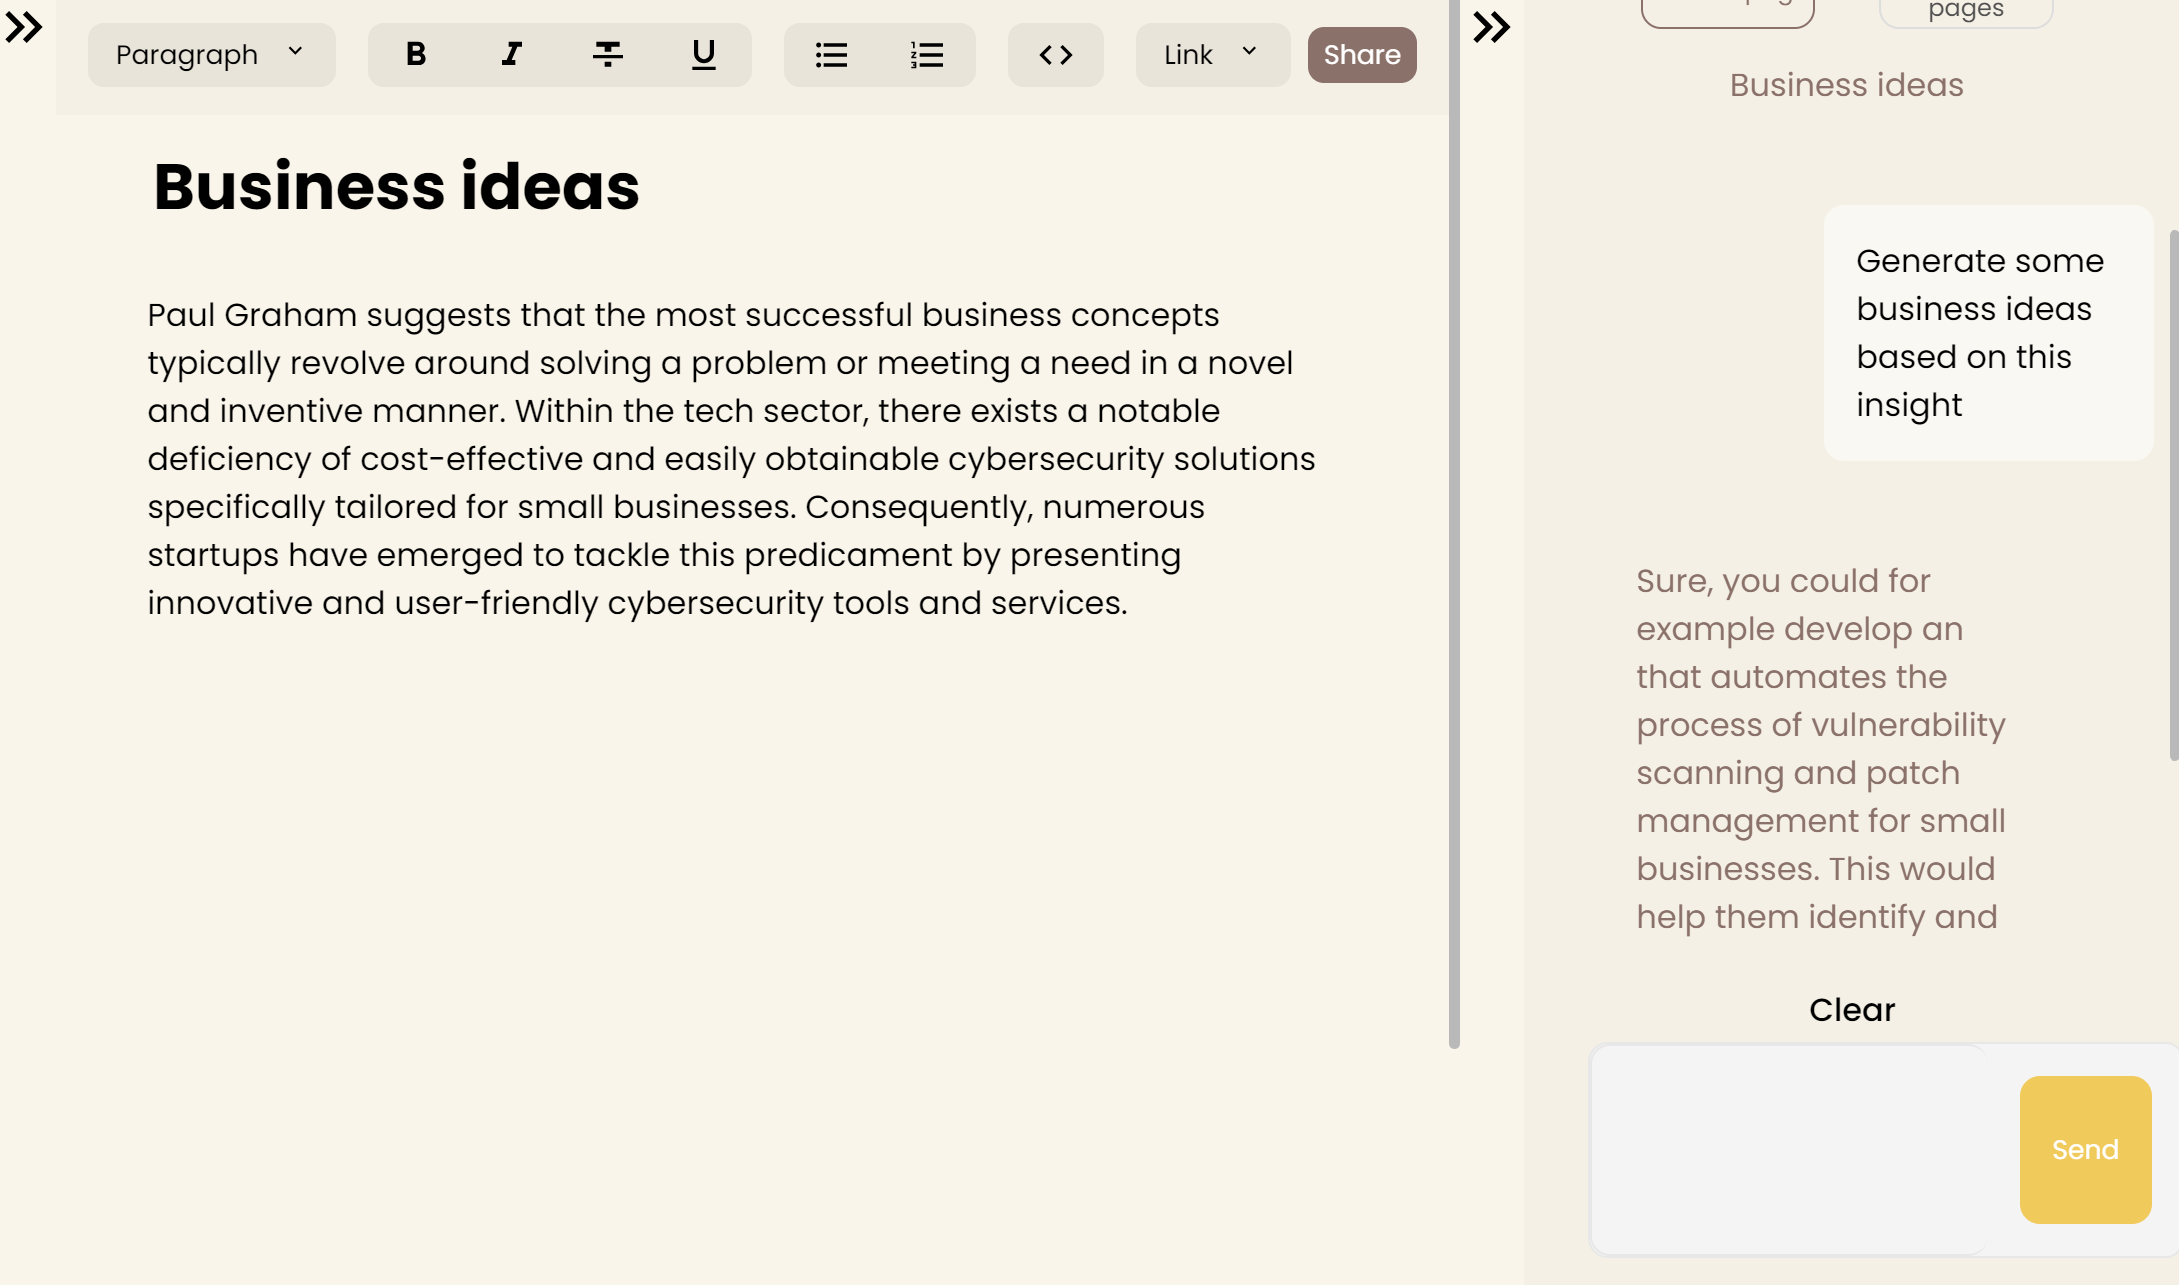 Paragraph
B I T U
Link
Share
Business ideas
Paul Graham suggests that the most successful business concepts
typically revolve around solving a problem or meeting a need in a novel
and inventive manner. Within the tech sector, there exists a notable
deficiency of cost-effective and easily obtainable cybersecurity solutions
specifically tailored for small businesses. Consequently, numerous
startups have emerged to tackle this predicament by presenting
innovative and user-friendly cybersecurity tools and services.
pages
Business ideas
Generate some
business ideas
based on this
insight
Sure, you could for
example develop an
that automates the
process of vulnerability
scanning and patch
management for small
businesses. This would
help them identify and
Clear
Send